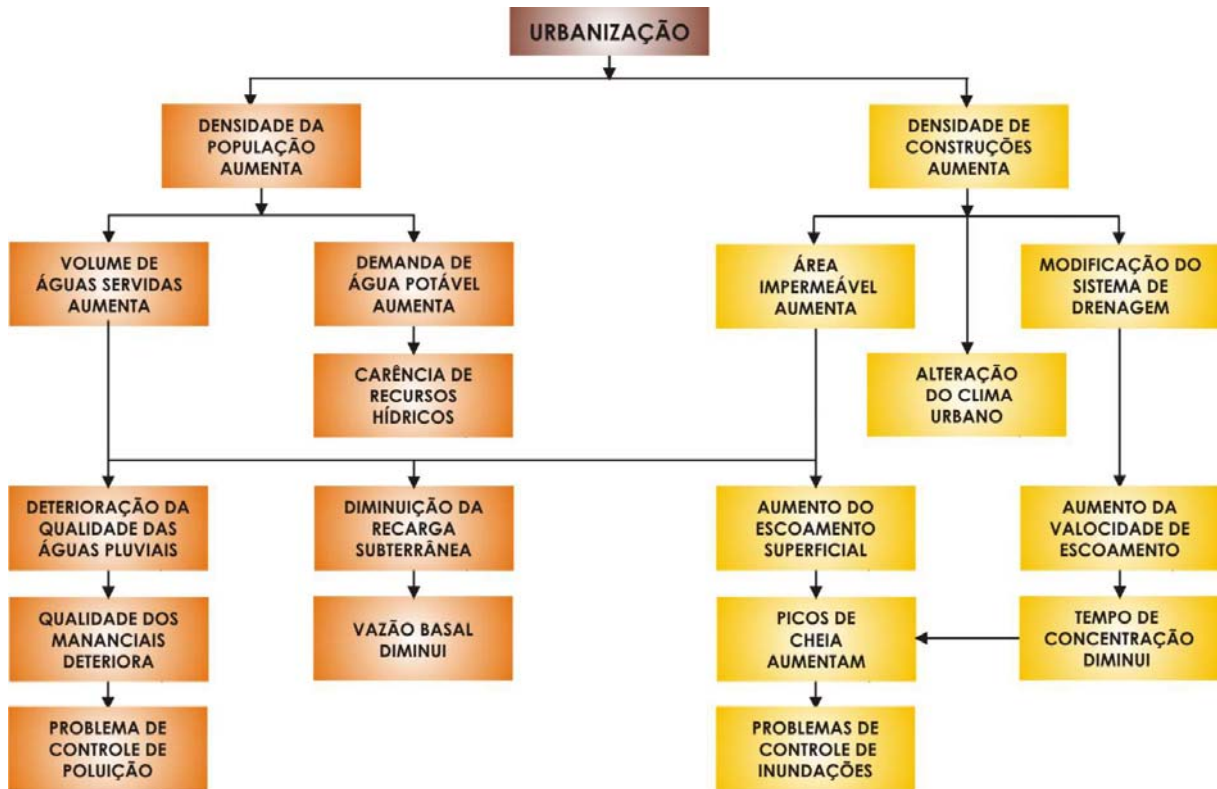 URBANIZAÇÃO
DENSIDADE DA
POPULAÇÃO
AUMENTA
DENSIDADE DE
CONSTRUÇÕES
AUMENTA
VOLUME DE
ÁGUAS SERVIDAS
AUMENTA
DEMANDA DE
ÁGUA POTÁVEL
AUMENTA
ÁREA
IMPERMEÁVEL
AUMENTA
MODIFICAÇÃO DO
SISTEMA DE
DRENAGEM
CARÊNCIA DE
RECURSOS
HÍDRICOS
ALTERAÇÃO
DO CLIMA
URBANO
DETERIORAÇÃO DA
QUALIDADE DAS
ÁGUAS PLUVIAIS
DIMINUIÇÃO DA
RECARGA
SUBTERRÂNEA
AUMENTO DO
ESCOAMENTO
SUPERFICIAL
AUMENTO DA
VALOCIDADE DE
ESCOAMENTO
QUALIDADE DOS
MANANCIAIS
DETERIORA
VAZÃO BASAL
DIMINUI
PICOS DE
CHEIA
AUMENTAM
TEMPO DE
CONCENTRAÇÃO
DIMINUI
PROBLEMA DE
CONTROLE DE
POLUIÇÃO
PROBLEMAS DE
CONTROLE DE
INUNDAÇÕES